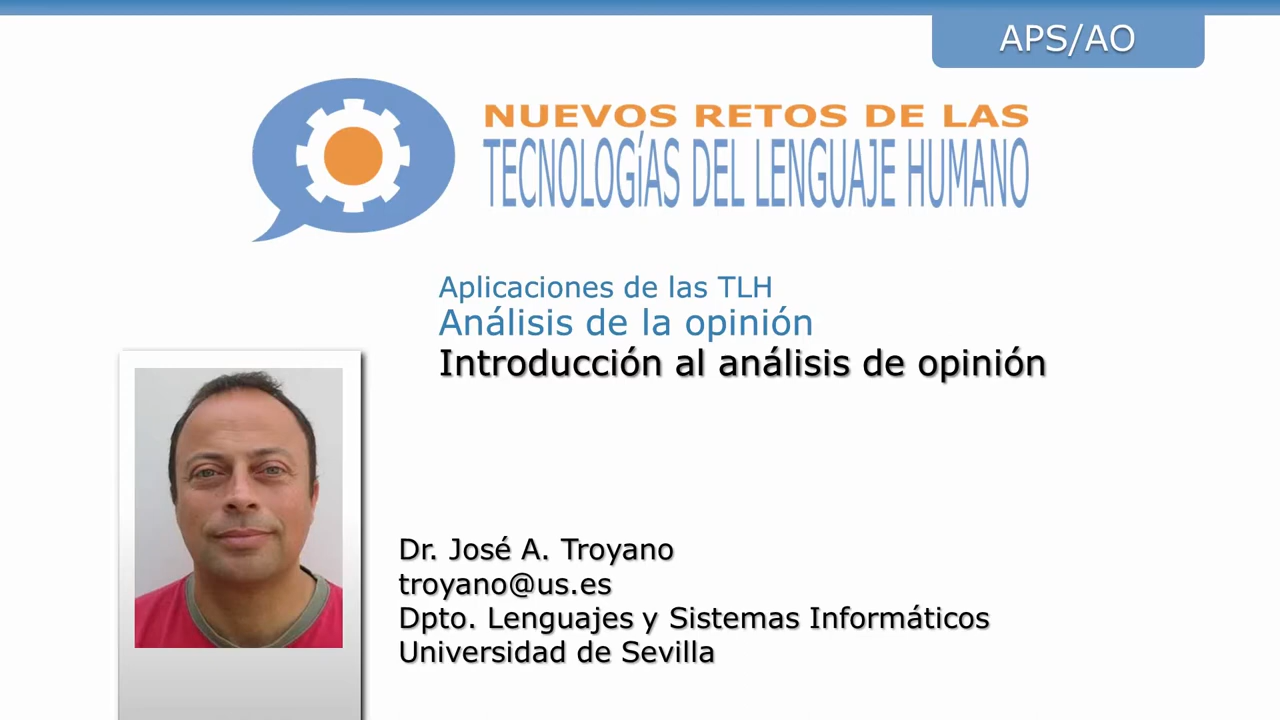 APS/AO
NUEVOS RETOS DE LAS
TECNOLOGíAS DEL LENGUAJE HUMANO
Aplicaciones de las TLH
Análisis de la opinión
Introducción al análisis de opinión
Dr. José A. Troyano
troyano@us.es
Dpto. Lenguajes y Sistemas Informáticos
Universidad de Sevilla